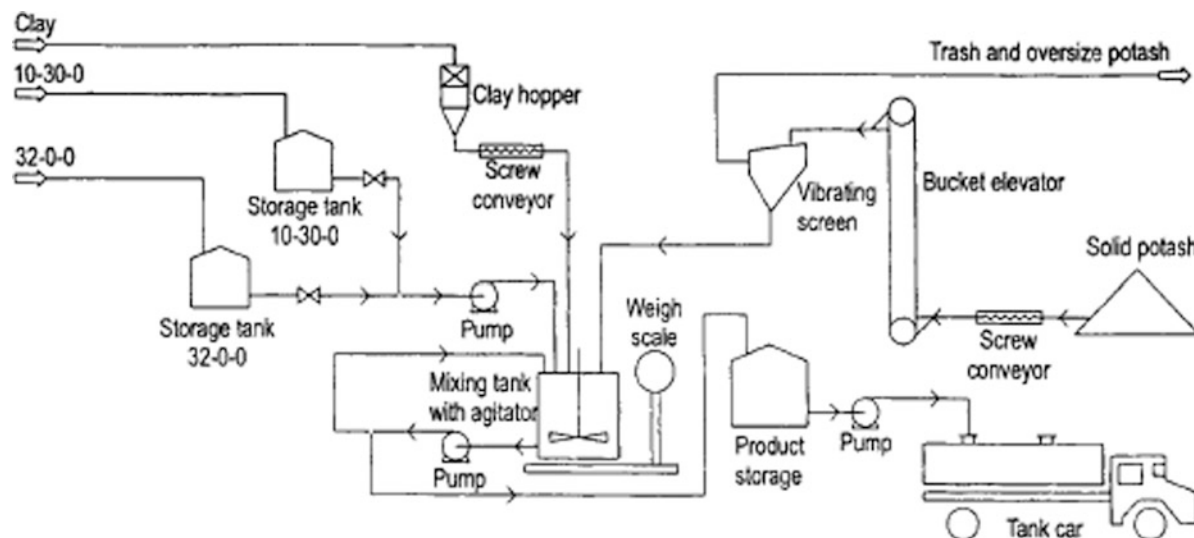 Clay
10-30-0
32-0-0
Clay hopper
Screw
conveyor
Storage tank
10-30-0
Storage tank
32-0-0
Pump
Trash and oversize potash
Bucket elevator
Vibrating
screen
Solid potash
Screw
conveyor
Weigh
scale
Mixing tank
with agitator
Pump
Product
storage
Pump
Tank car